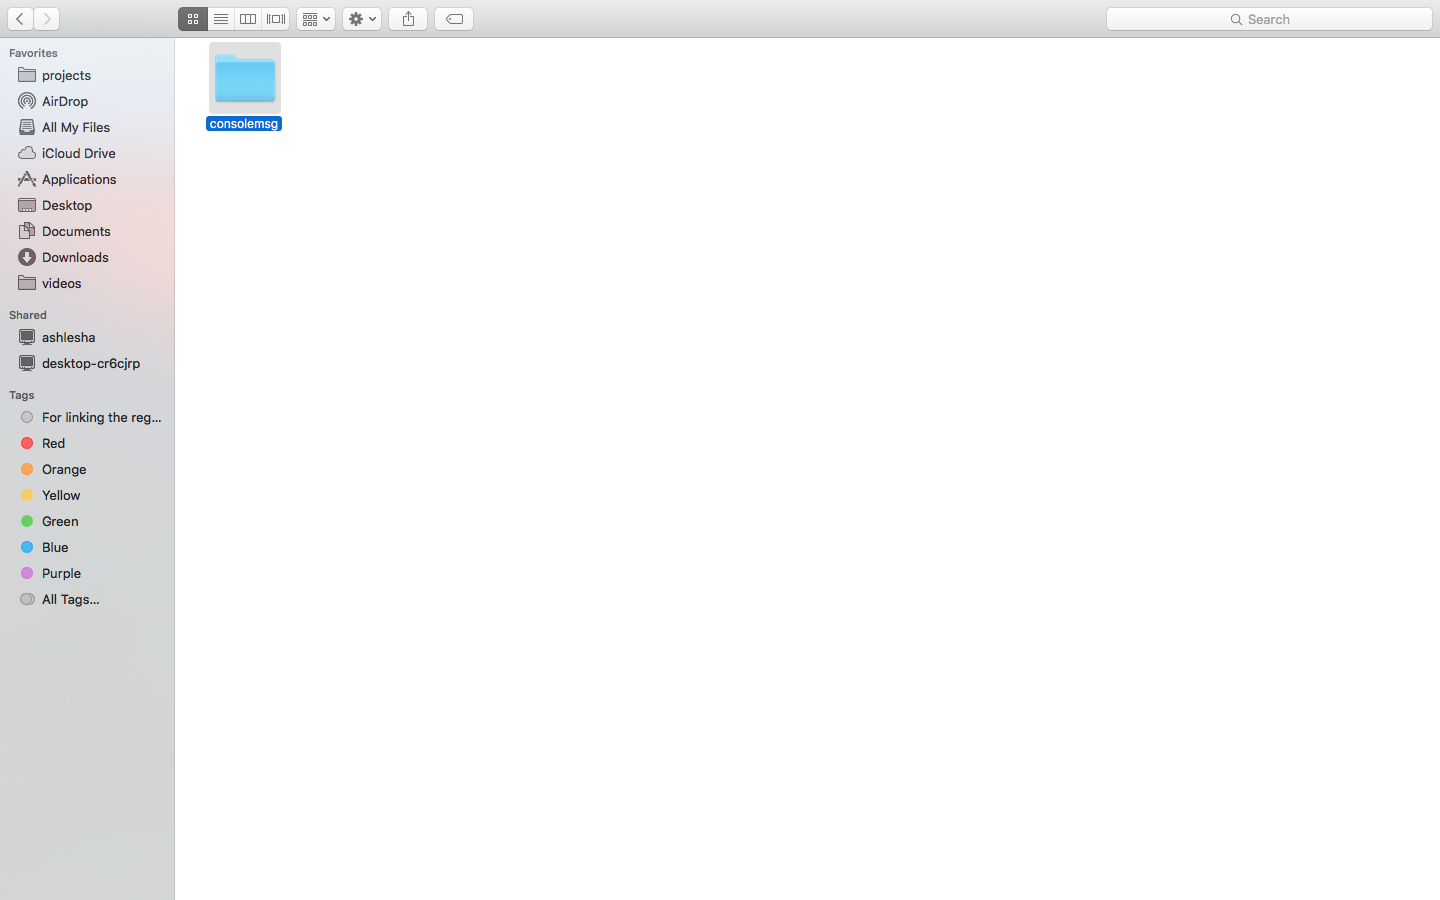 Search
Favorites
projects
AirDrop
All My Files
iCloud Drive
Applications
Desktop
Documents
Downloads
videos
Shared
ashlesha
desktop-cr6cjrp
Tags
For linking the reg...
Red
Orange
Yellow
Green
Blue
Purple
All Tags...
consolemsg